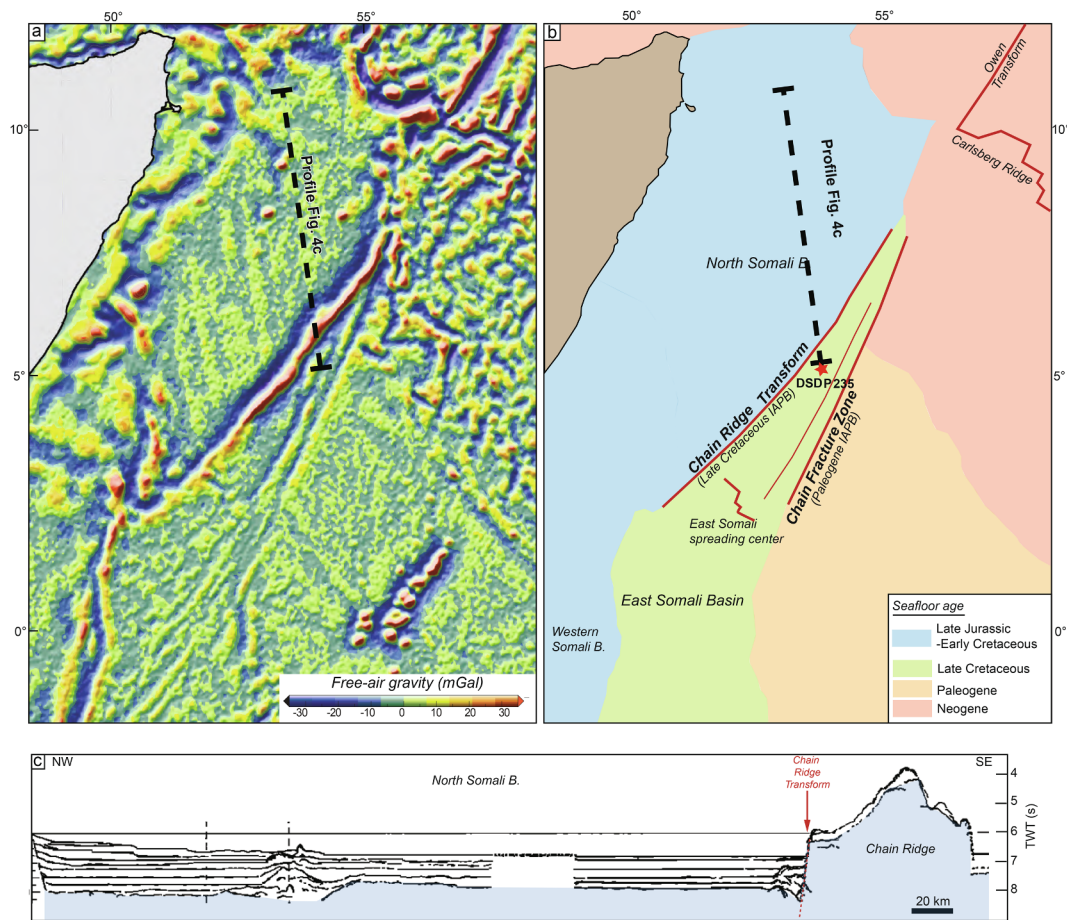 50°
55°
a
10°
5°
0°
Profile Fig. 4c
Free-air gravity (mGal)
-30 -20 -10 0 10 20 30
50°
55°
b
10°
5°
0°
Owen
Transform
Carlsberg Ridge
Profile Fig. 4c
North Somali B.
DSDP 235
Chain Ridge Transform
(Late Cretaceous IAPB)
Chain Fracture Zone
(Paleogene IAPB)
East Somali
spreading center
East Somali Basin
Western
Somali B.
Seafloor age
Late Jurassic
-Early Cretaceous
Late Cretaceous
Paleogene
Neogene
c
NW
North Somali B.
Chain
Ridge
Transform
SE
4
5
6
7
8
TWT (s)
Chain Ridge
20 km